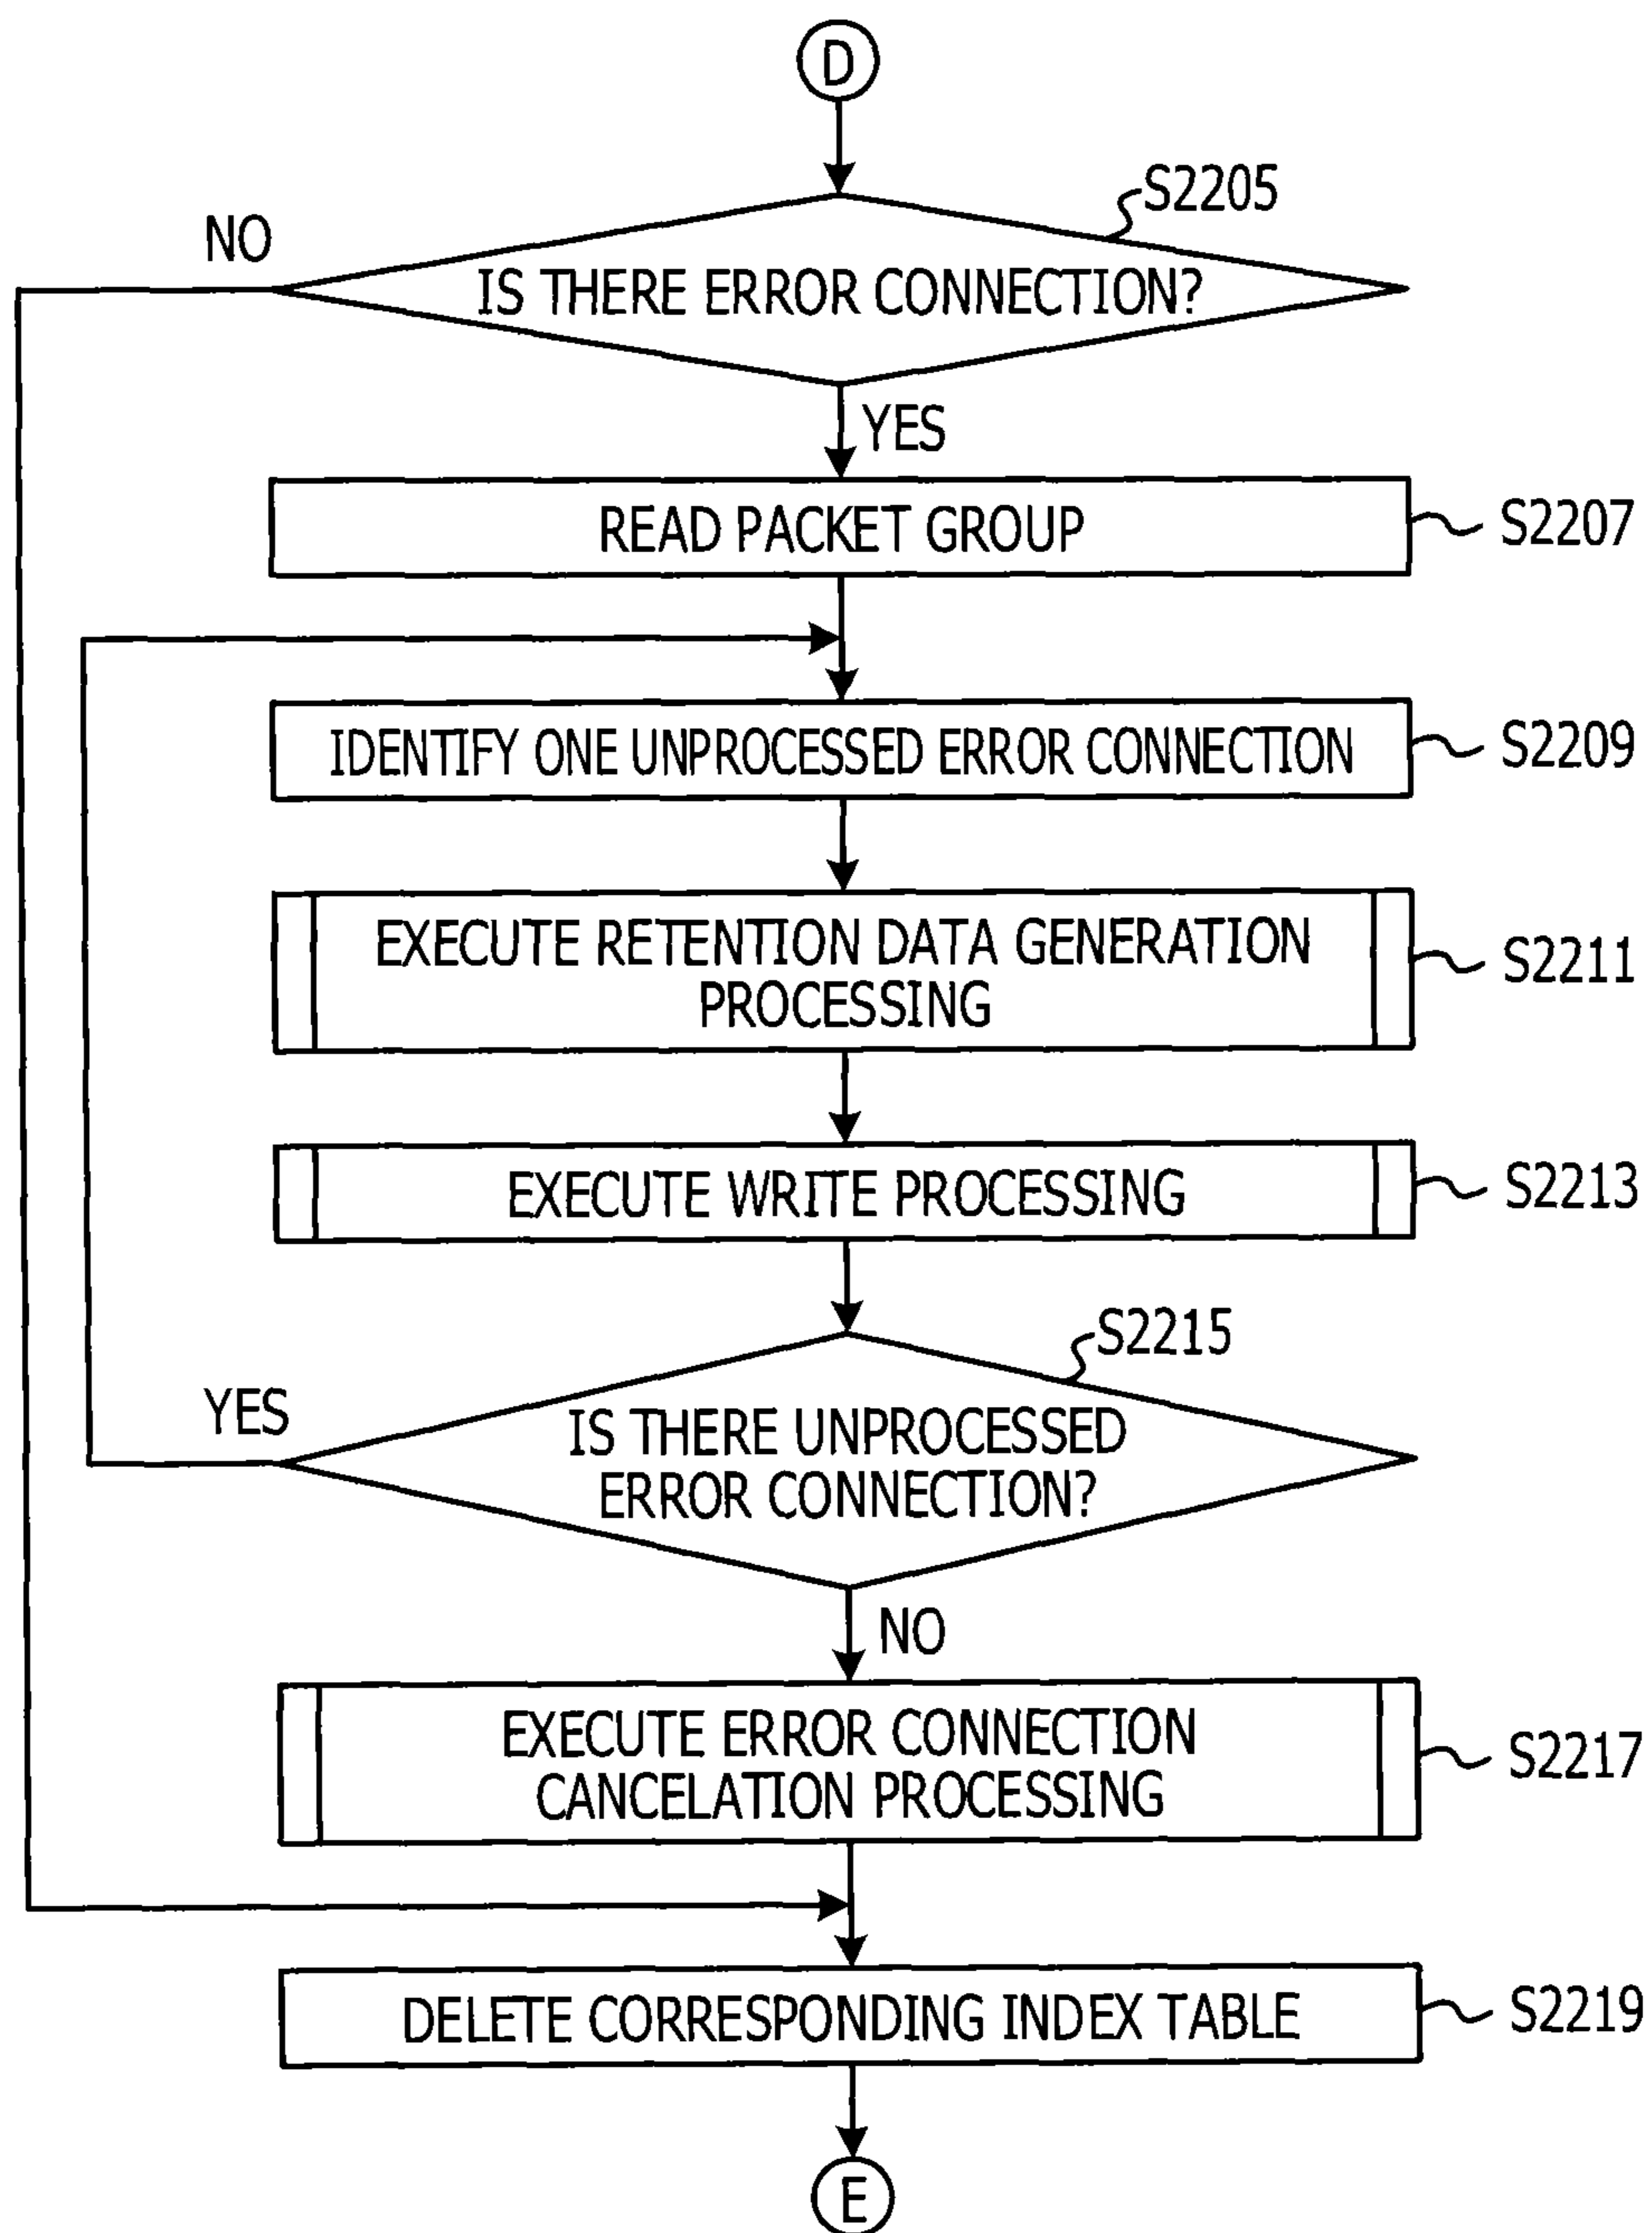 D
S2205
NO
IS THERE ERROR CONNECTION?
YES
READ PACKET GROUP
S2207
IDENTIFY ONE UNPROCESSED ERROR CONNECTION
S2209
EXECUTE RETENTION DATA GENERATION
PROCESSING
S2211
EXECUTE WRITE PROCESSING
S2213
S2215
YES
IS THERE UNPROCESSED
ERROR CONNECTION?
NO
EXECUTE ERROR CONNECTION
CANCELATION PROCESSING
S2217
DELETE CORRESPONDING INDEX TABLE
S2219
E